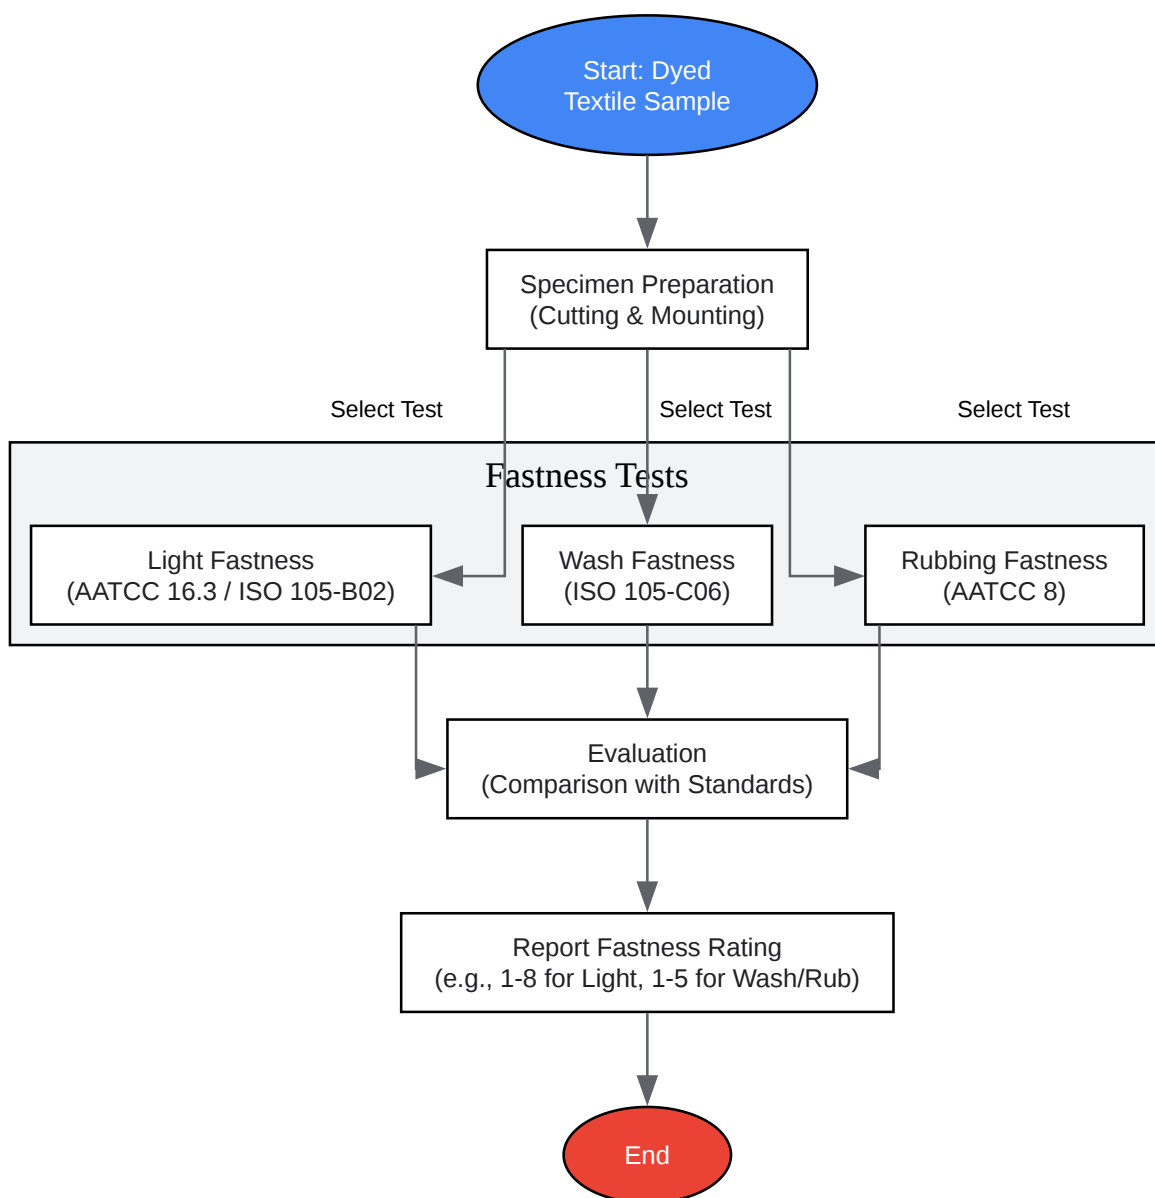 Start: Dyed
Textile Sample
Specimen Preparation
(Cutting & Mounting)
Select Test
Select Test
Select Test
Fastness Tests
Light Fastness
(AATCC 16.3 / ISO 105-B02)
Wash Fastness
(ISO 105-C06)
Rubbing Fastness
(AATCC 8)
Evaluation
(Comparison with Standards)
Report Fastness Rating
(e.g., 1-8 for Light, 1-5 for Wash/Rub)
End